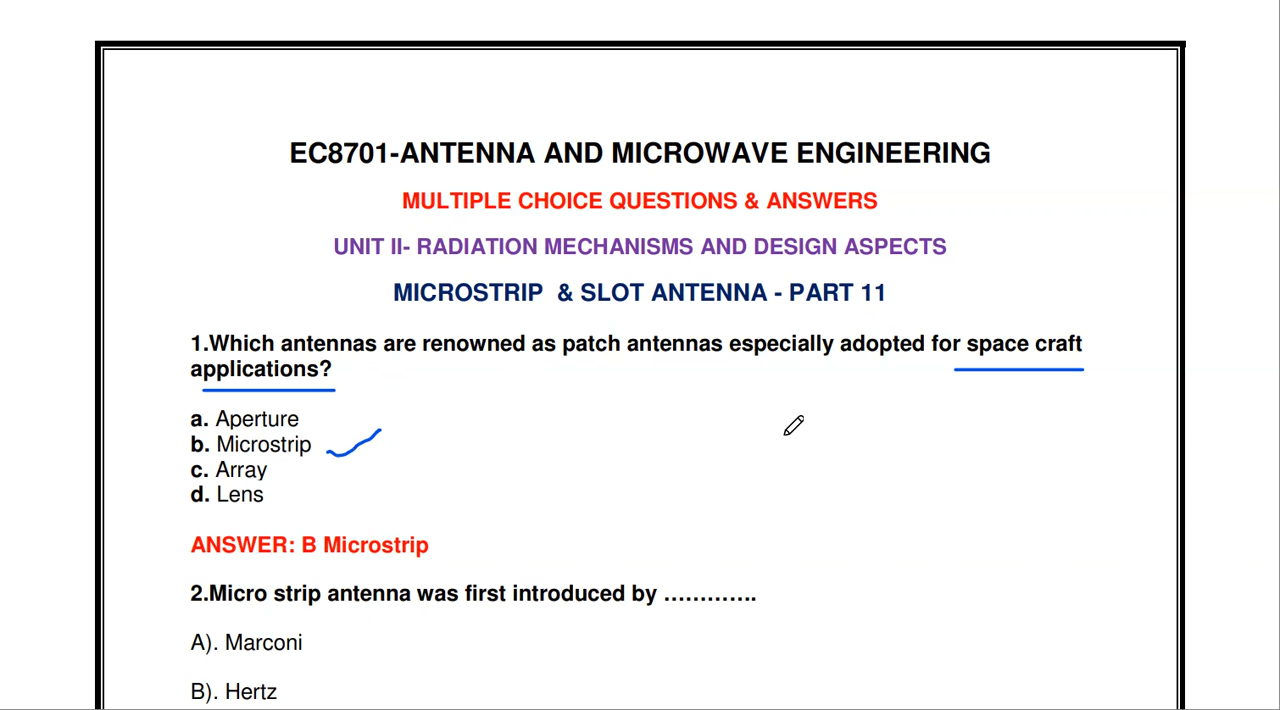 EC8701-ANTENNA AND MICROWAVE ENGINEERING
MULTIPLE CHOICE QUESTIONS & ANSWERS
UNIT II- RADIATION MECHANISMS AND DESIGN ASPECTS
MICROSTRIP & SLOT ANTENNA - PART 11
1.Which antennas are renowned as patch antennas especially adopted for space craft
applications?
a. Aperture
b. Microstrip
c. Array
d. Lens
ANSWER: B Microstrip
2.Micro strip antenna was first introduced by ………….
A). Marconi
B). Hertz